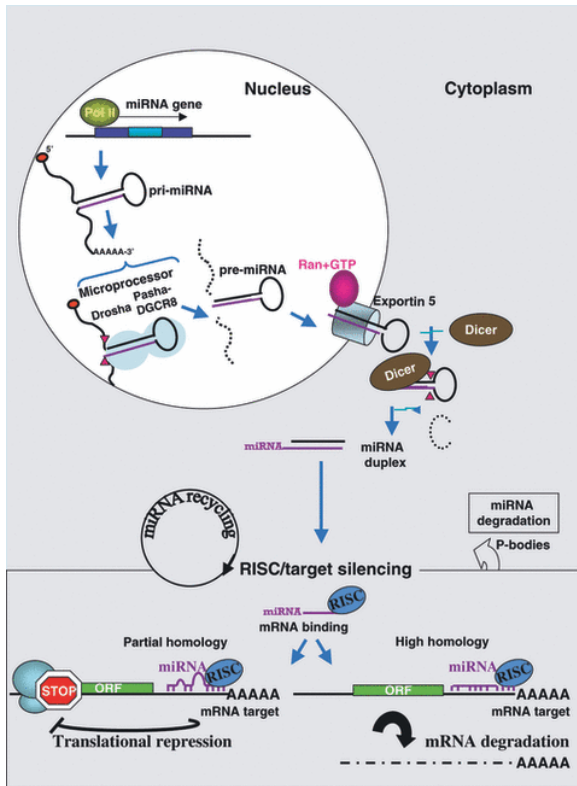 Nucleus
Cytoplasm
Pol II
miRNA gene
5'
pri-miRNA
AAAAA-3'
Microprocessor
Drosha
Pasha-
DGCR8
pre-miRNA
Ran+GTP
Exportin 5
Dicer
Dicer
miRNA
miRNA
duplex
miRNA recycling
miRNA
degradation
P-bodies
RISC/target silencing
miRNA
RISC
mRNA binding
Partial homology
High homology
miRNA
RISC
STOP
ORF
AAAAA
mRNA target
miRNA
RISC
ORF
AAAAA
mRNA target
Translational repression
mRNA degradation
AAAAA